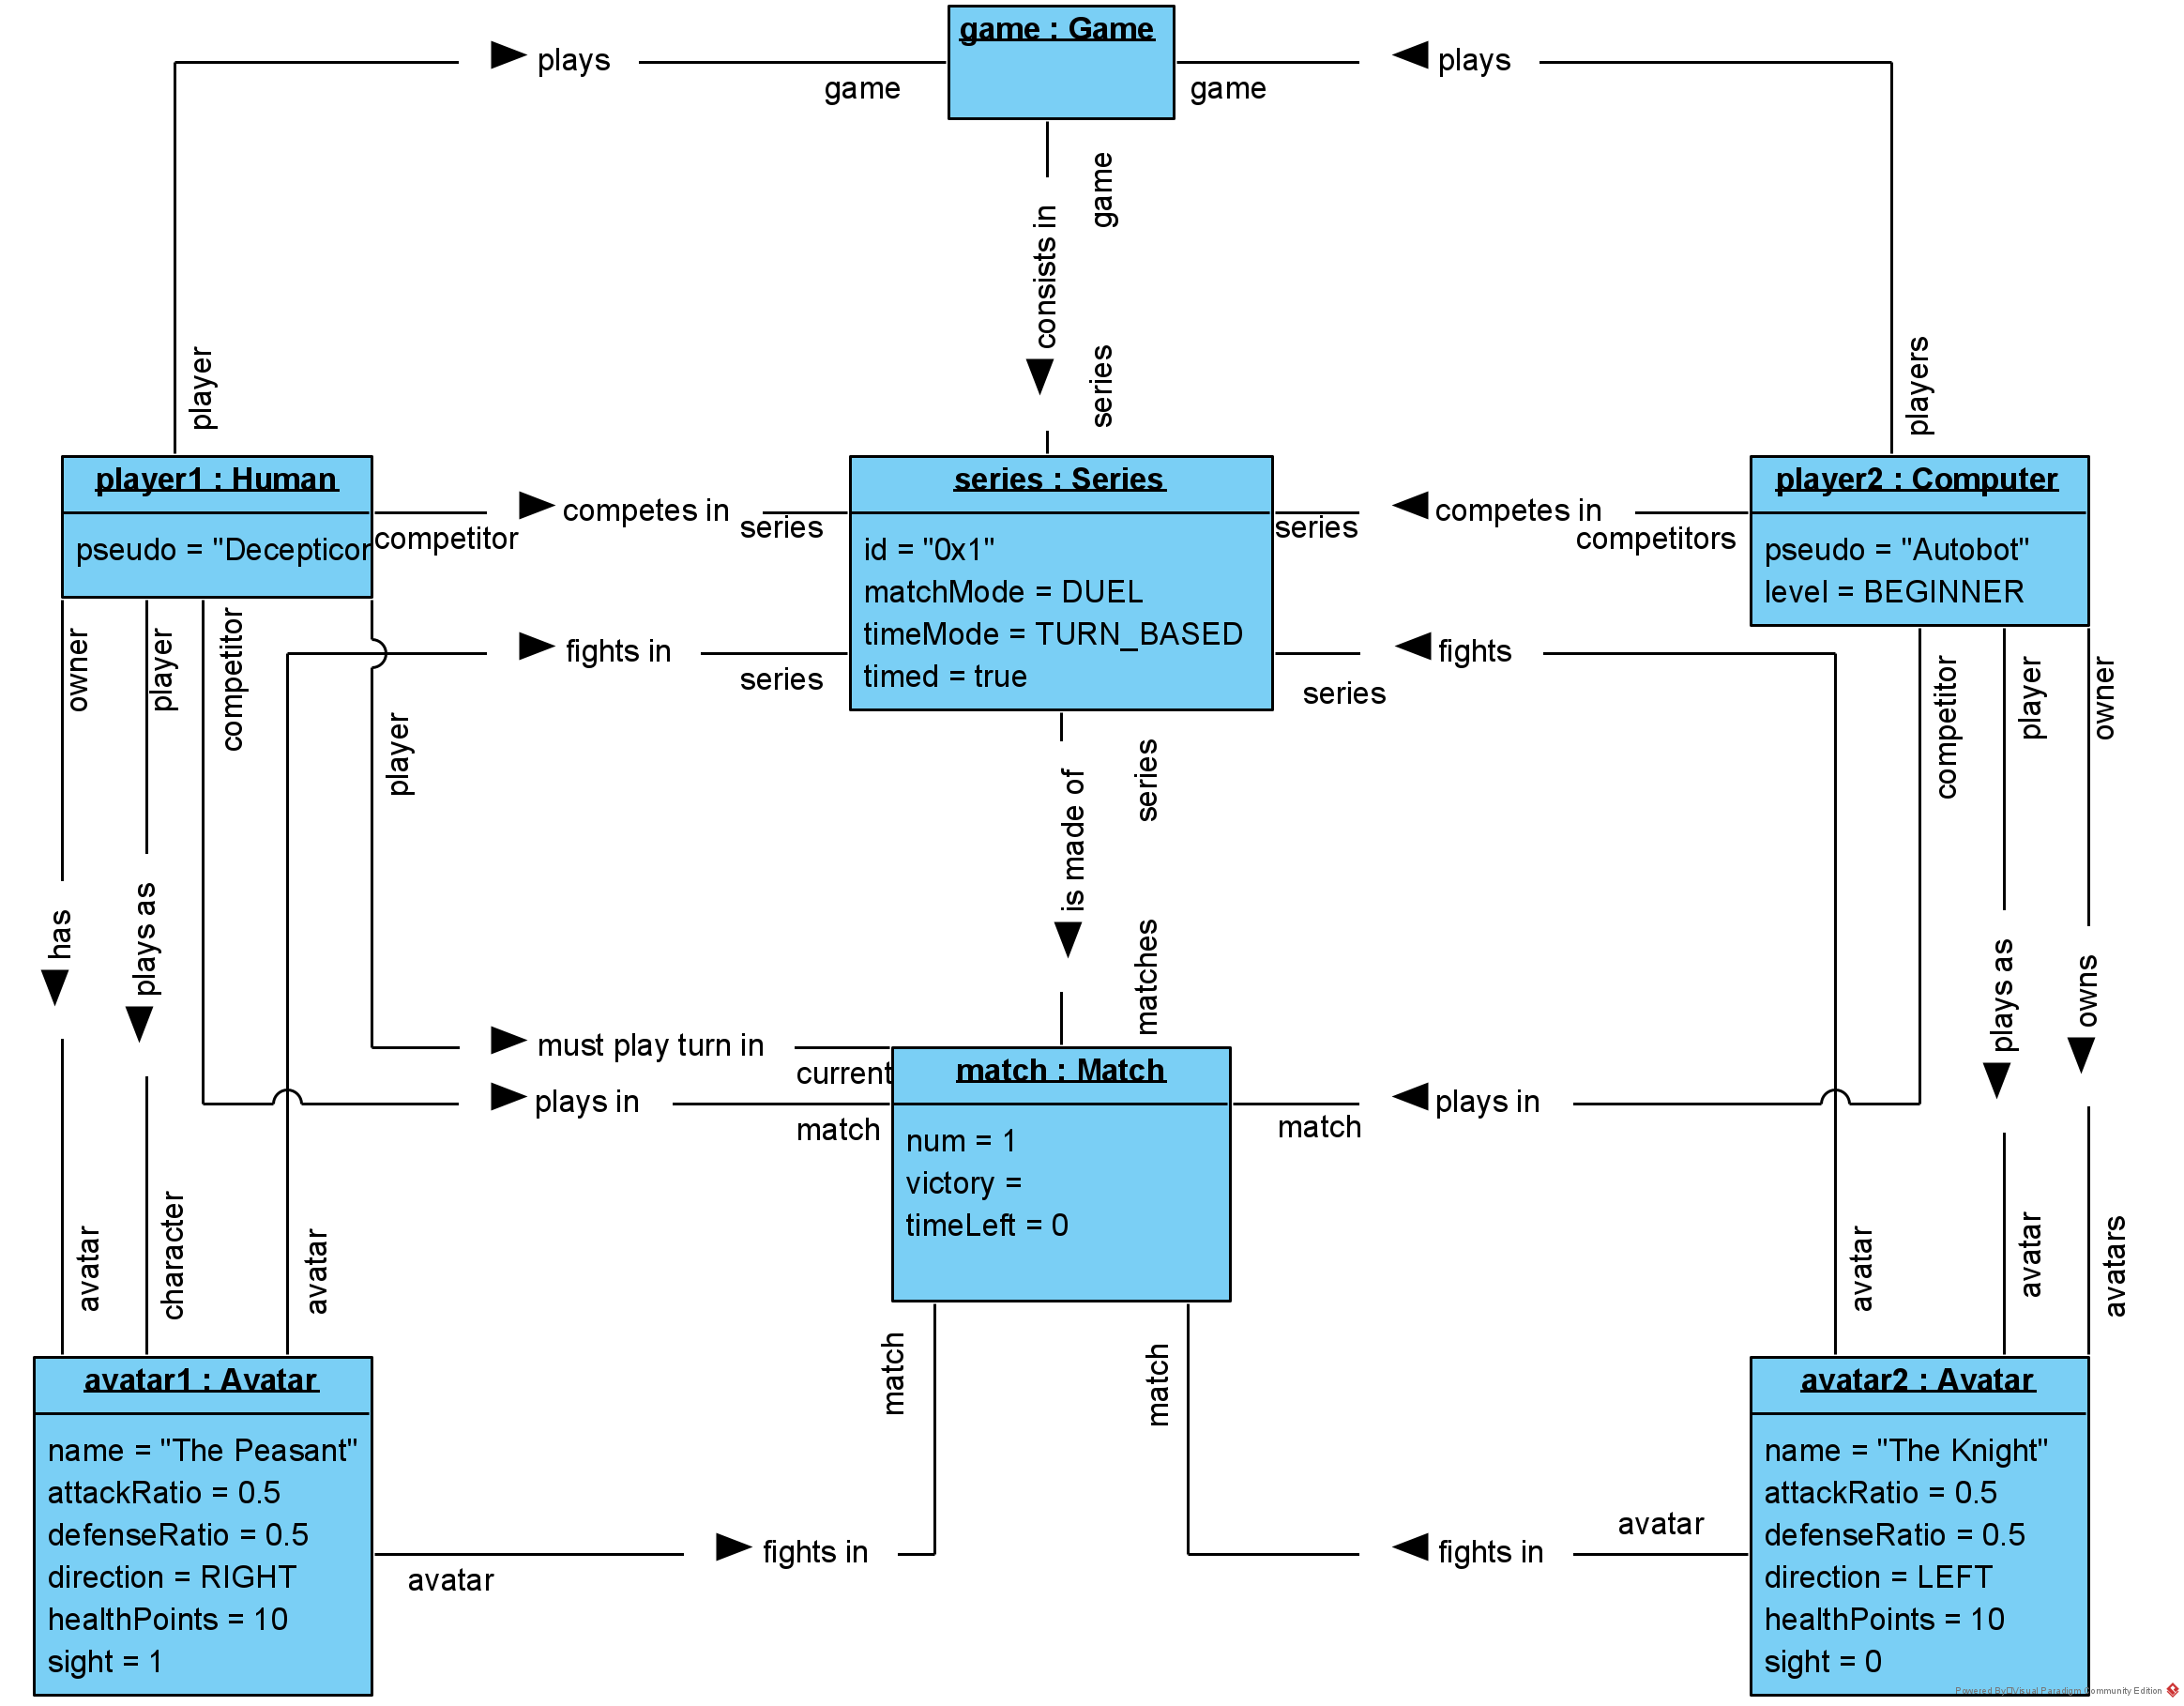 game : Game
plays
game
plays
game
game
consists in
series
player
players
player1 : Human
pseudo = "Decepticon
series : Series
id = "0x1"
matchMode = DUEL
timeMode = TURN_BASED
timed = true
player2 : Computer
pseudo = "Autobot"
level = BEGINNER
competes in
competitor
series
competes in
series
competitors
fights in
series
fights
series
owner
player
competitor
player
series
is made of
matches
competitor
player
owner
has
plays as
plays as
owns
must play turn in
current
plays in
match
match : Match
num = 1
victory =
timeLeft = 0
plays in
match
avatar
character
avatar
match
match
avatar
avatar
avatars
avatar1 : Avatar
name = "The Peasant"
attackRatio = 0.5
defenseRatio = 0.5
direction = RIGHT
healthPoints = 10
sight = 1
fights in
avatar
fights in
avatar
avatar2 : Avatar
name = "The Knight"
attackRatio = 0.5
defenseRatio = 0.5
direction = LEFT
healthPoints = 10
sight = 0
Powered By Visual Paradigm Community Edition